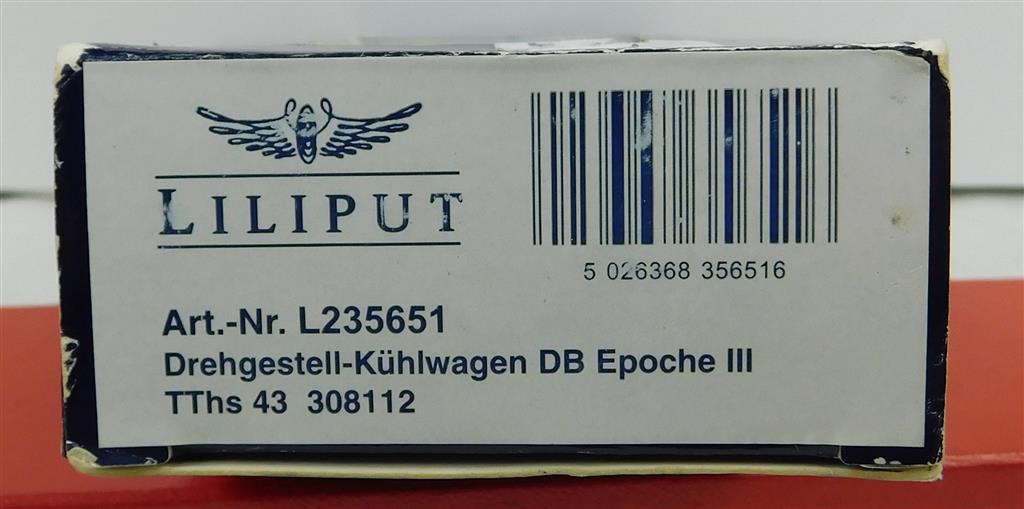 LILIPUT
5 026368 356516
Art.-Nr. L235651
Drehgestell-Kühlwagen DB Epoche III
TThs 43 308112